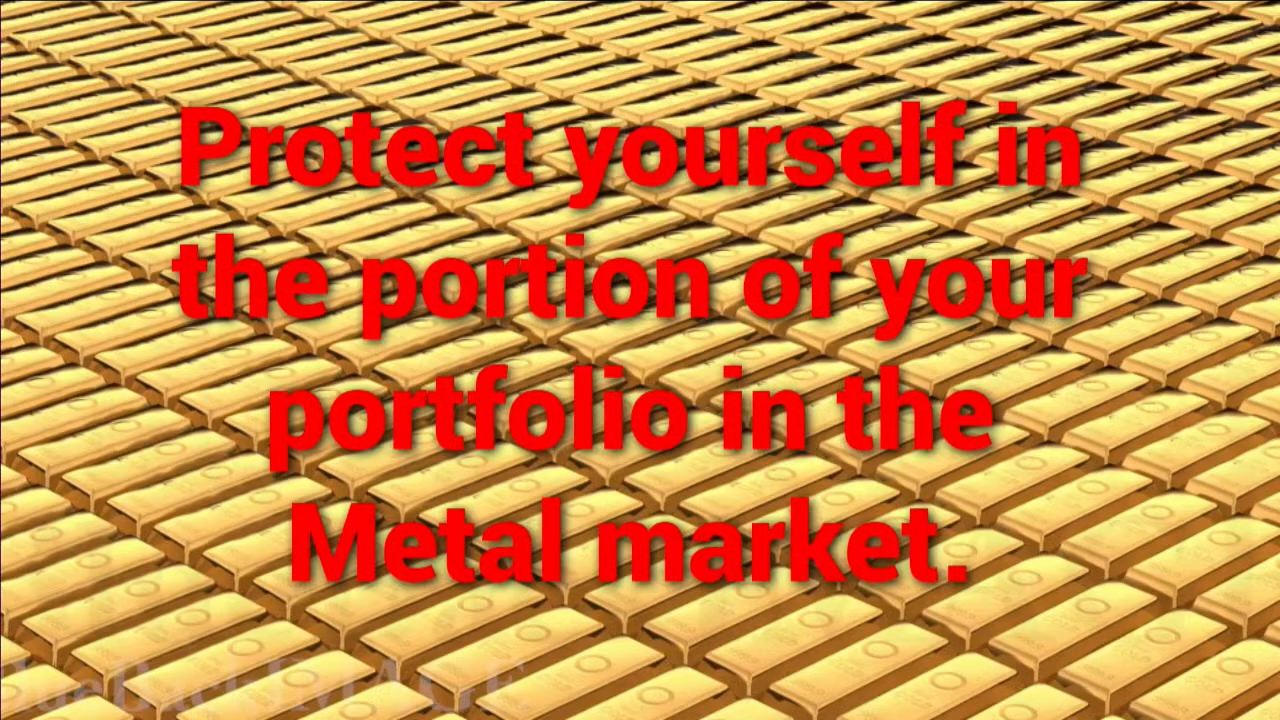 Protect yourself in
the portion of your
portfolio in the
Metal market.